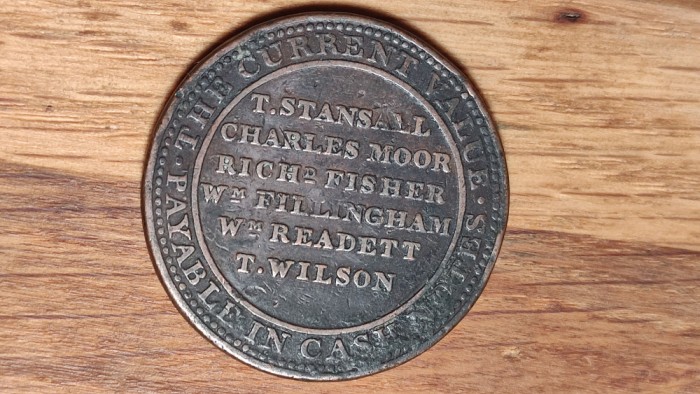 · THE CURRENT VALUE ·
PAYABLE IN CASH NOTES
T. STANSALL
CHARLES MOOR
RICHD FISHER
WM FILLINGHAM
WM READETT
T. WILSON